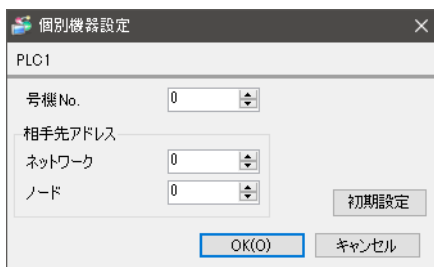 個別機器設定
PLC1
号機No. 0
相手先アドレス
ネットワーク 0
ノード 0
初期設定
OK(O) キャンセル